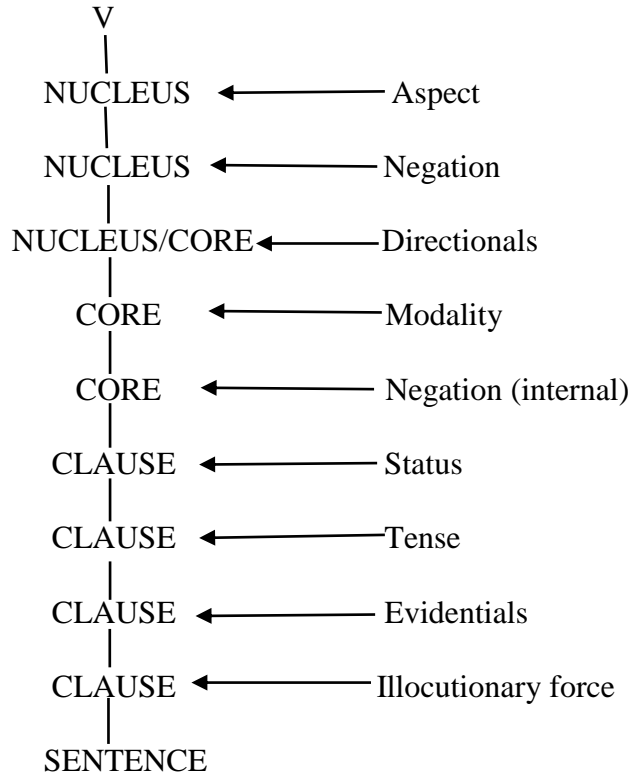 V
NUCLEUS Aspect
NUCLEUS Negation
NUCLEUS/CORE Directionals
CORE Modality
CORE Negation (internal)
CLAUSE Status
CLAUSE Tense
CLAUSE Evidentials
CLAUSE Illocutionary force
SENTENCE